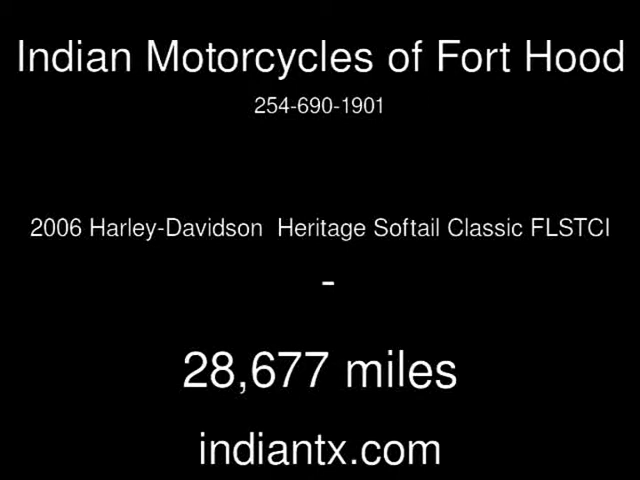 Indian Motorcycles of Fort Hood
254-690-1901
2006 Harley-Davidson  Heritage Softail Classic FLSTCI
-
28,677 miles
indiantx.com